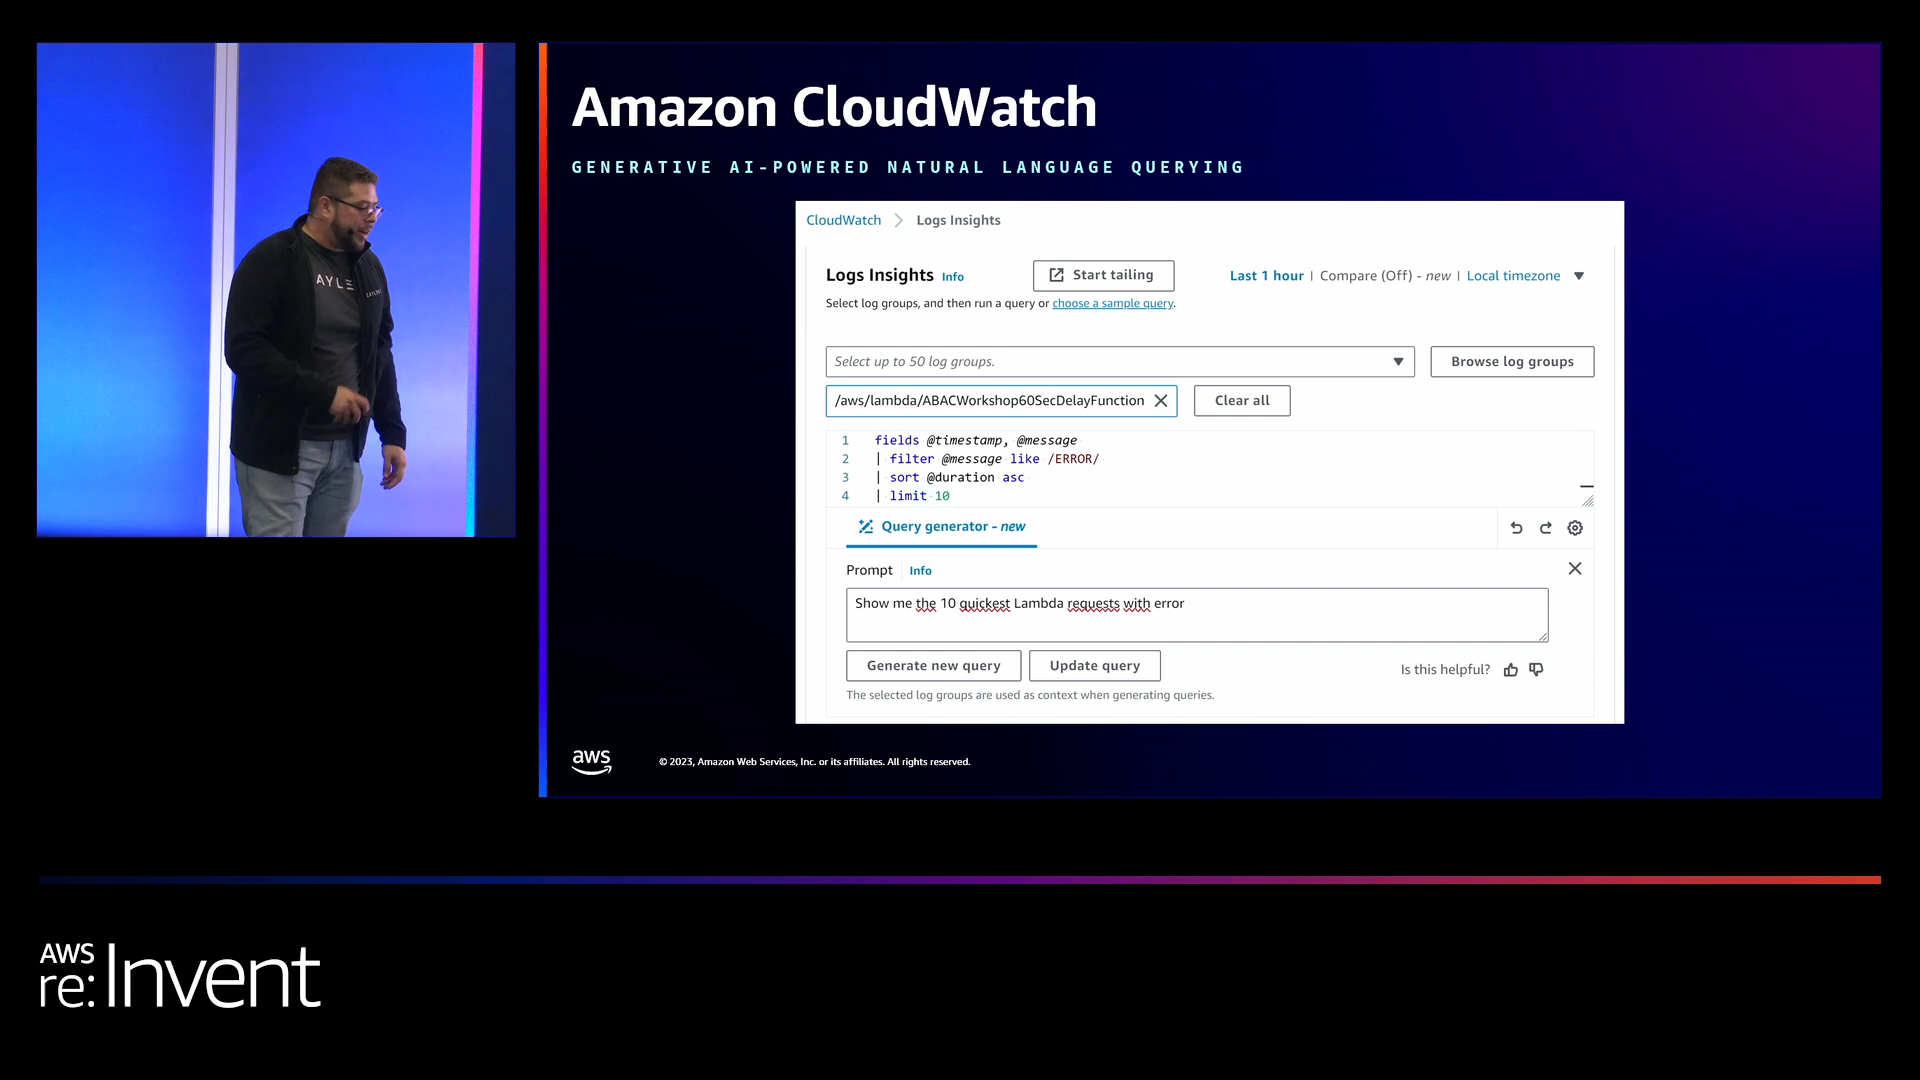 AYLE
Amazon CloudWatch
GENERATIVE AI-POWERED NATURAL LANGUAGE QUERYING
CloudWatch > Logs Insights
Logs Insights Info
Start tailing
Last 1 hour | Compare (Off) - new | Local timezone
Select log groups, and then run a query or choose a sample query.
Select up to 50 log groups.
Browse log groups
/aws/lambda/ABACWorkshop60SecDelayFunction
Clear all
1 fields @timestamp, @message
2 | filter @message like /ERROR/
3 | sort @duration asc
4 | limit 10
Query generator - new
Prompt Info
Show me the 10 quickest Lambda requests with error
Generate new query
Update query
Is this helpful?
The selected log groups are used as context when generating queries.
aws
© 2023, Amazon Web Services, Inc. or its affiliates. All rights reserved.
AWS
re:Invent